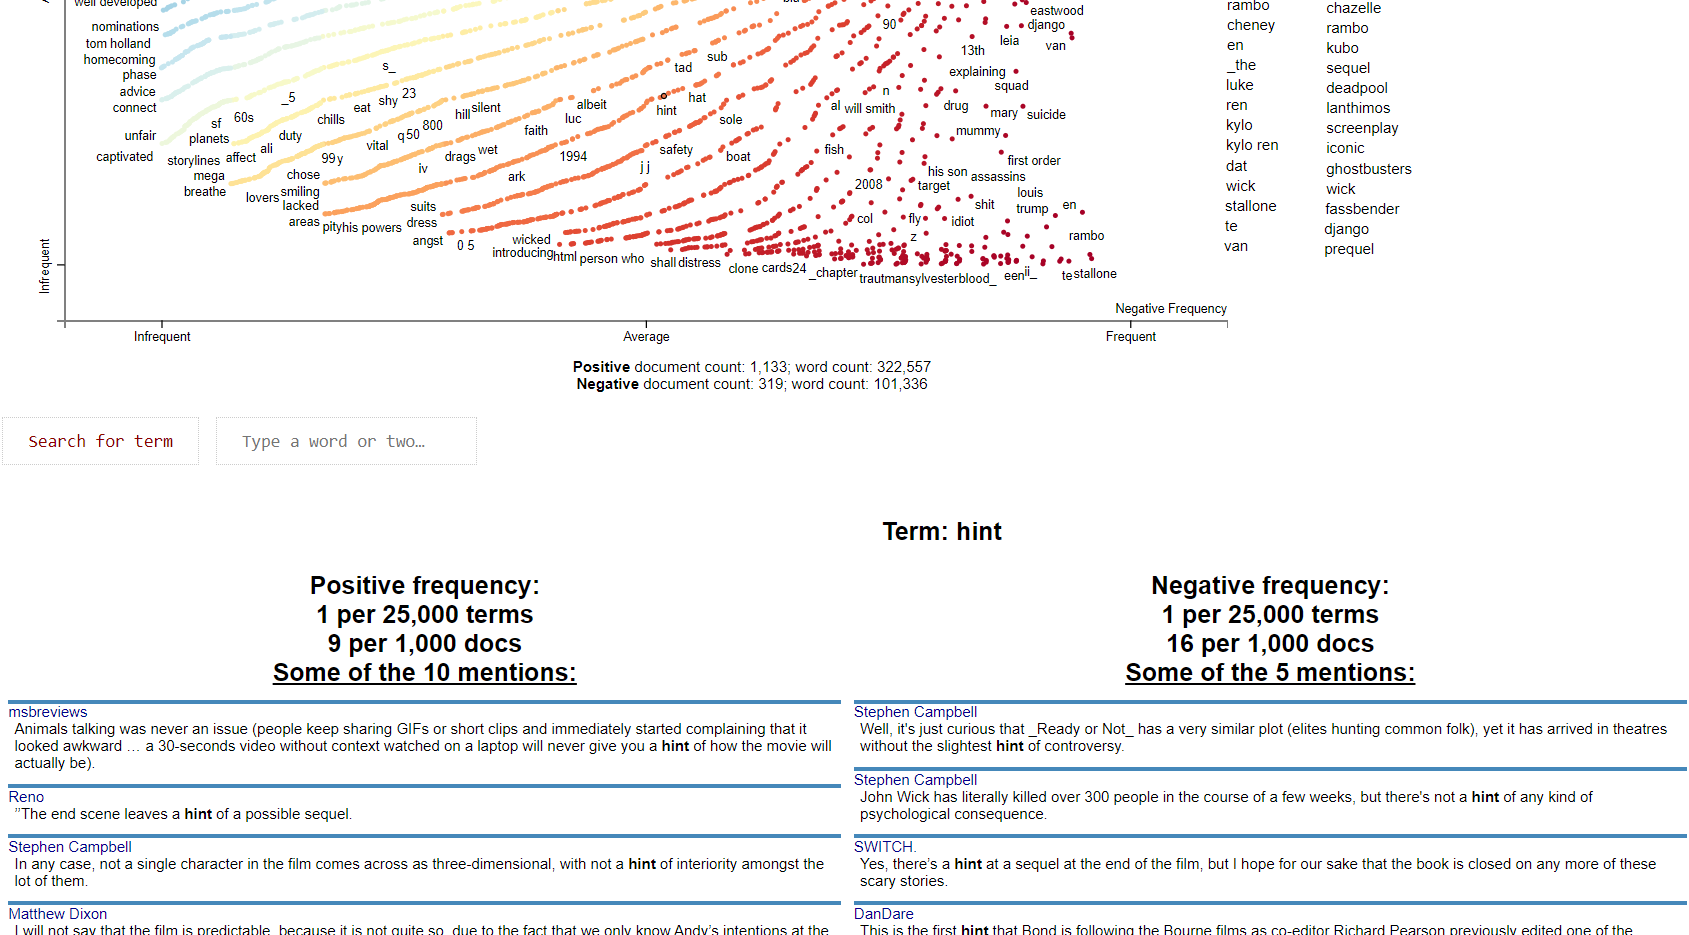 well developed
nominations
tom holland
homecoming
phase
advice
connect
unfair
captivated
sf
60s
_5
planets
storylines
affect
ali
duty
mega
breathe
lovers
s_
eat
shy
23
chills
99 y
vital
q 50
800
hill
silent
chose
smiling
lacked
areas
pity
his powers
iv
drags
wet
faith
albeit
luc
1994
ark
suits
dress
angst
0 5
wicked
introducing
html
person who
tad
sub
hint
hat
sole
safety
j j
boat
shall
distress
clone
cards
24
_chapter
trautman
sylvester
blood_
een
ii_
te
stallone
90
al
will smith
n
fish
2008
col
fly
z
target
his son
idiot
shit
assassins
first order
louis
trump
en
rambo
mummy
drug
mary
suicide
squad
explaining
13th
leia
van
django
eastwood
rambo
cheney
en
_the
luke
ren
kylo
kylo ren
dat
wick
stallone
te
van
chazelle
rambo
kubo
sequel
deadpool
lanthimos
screenplay
iconic
ghostbusters
wick
fassbender
django
prequel
Infrequent
Negative Frequency
Infrequent
Average
Frequent
Positive document count: 1,133; word count: 322,557
Negative document count: 319; word count: 101,336
Search for term
Type a word or two…
Term: hint
Positive frequency:
1 per 25,000 terms
9 per 1,000 docs
Some of the 10 mentions:
msbreviews
Animals talking was never an issue (people keep sharing GIFs or short clips and immediately started complaining that it
looked awkward … a 30-seconds video without context watched on a laptop will never give you a hint of how the movie will
actually be).
Reno
"The end scene leaves a hint of a possible sequel.
Stephen Campbell
In any case, not a single character in the film comes across as three-dimensional, with not a hint of interiority amongst the
lot of them.
Matthew Dixon
I will not say that the film is predictable, because it is not quite so, due to the fact that we only know Andy's intentions at the
Negative frequency:
1 per 25,000 terms
16 per 1,000 docs
Some of the 5 mentions:
Stephen Campbell
Well, it's just curious that _Ready or Not_ has a very similar plot (elites hunting common folk), yet it has arrived in theatres
without the slightest hint of controversy.
Stephen Campbell
John Wick has literally killed over 300 people in the course of a few weeks, but there's not a hint of any kind of
psychological consequence.
SWITCH.
Yes, there's a hint at a sequel at the end of the film, but I hope for our sake that the book is closed on any more of these
scary stories.
DanDare
This is the first hint that Bond is following the Bourne films as co-editor Richard Pearson previously edited one of the